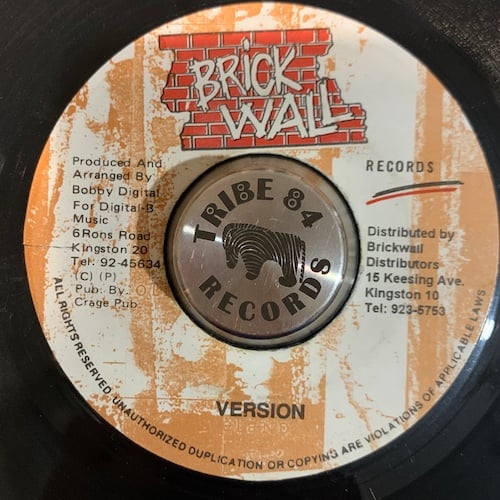 BRICK
WALL
RECORDS
Produced And
Arranged By
Bobby Digital
For Digital-B
Music
6Rons Road
Kingston 20
Tel: 92-45634
(C) (P)
Pub. By.
Crage Pub.
TRIBE 84
RECORDS
Distributed by
Brickwall
Distributors
15 Keesing Ave.
Kingston 10
Tel: 923-5753
VERSION
ALL RIGHTS RESERVED UNAUTHORIZED DUPLICATION OR COPYING ARE VIOLATIONS OF APPLICABLE LAWS